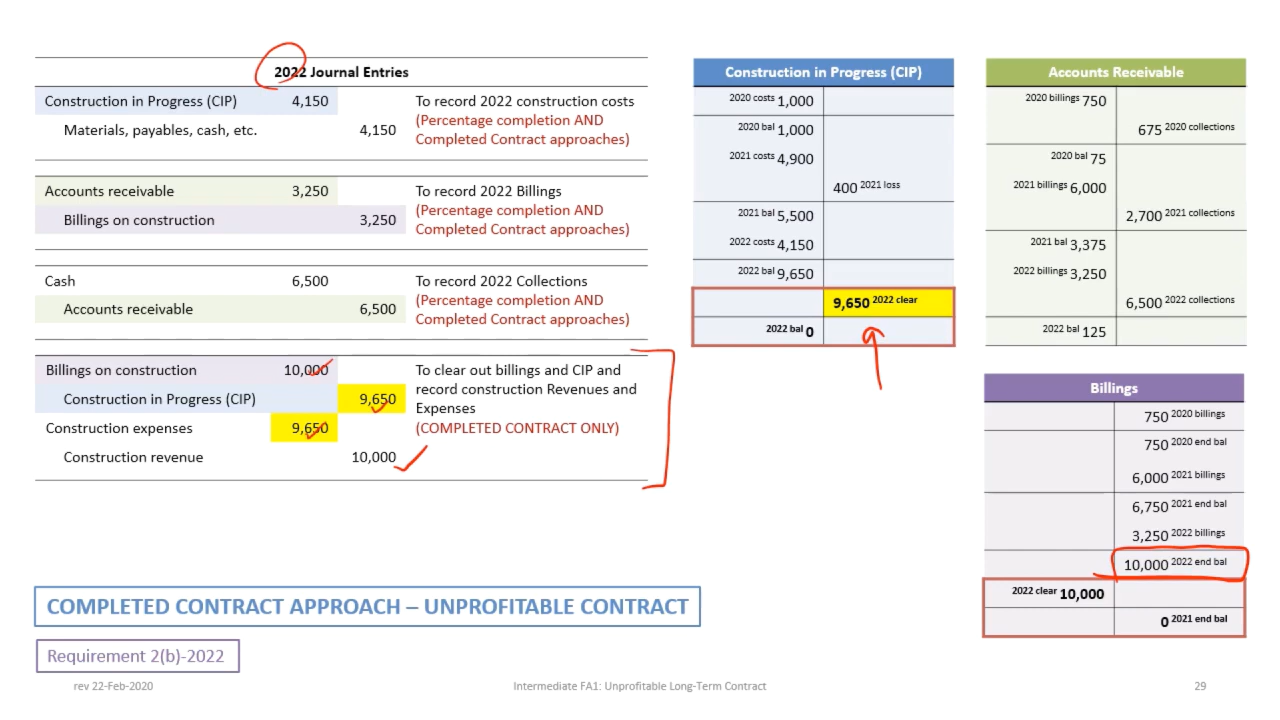 2022 Journal Entries
Construction in Progress (CIP) 4,150 To record 2022 construction costs
Materials, payables, cash, etc. 4,150 (Percentage completion AND
Completed Contract approaches)
Accounts receivable 3,250 To record 2022 Billings
Billings on construction 3,250 (Percentage completion AND
Completed Contract approaches)
Cash 6,500 To record 2022 Collections
Accounts receivable 6,500 (Percentage completion AND
Completed Contract approaches)
Billings on construction 10,000 To clear out billings and CIP and
Construction in Progress (CIP) 9,650 record construction Revenues and
Expenses
Construction expenses 9,650 (COMPLETED CONTRACT ONLY)
Construction revenue 10,000
Construction in Progress (CIP)
2020 costs 1,000
2020 bal 1,000
2021 costs 4,900
400 2021 loss
2021 bal 5,500
2022 costs 4,150
2022 bal 9,650
9,650 2022 clear
2022 bal 0
Accounts Receivable
2020 billings 750
675 2020 collections
2020 bal 75
2021 billings 6,000
2,700 2021 collections
2021 bal 3,375
2022 billings 3,250
6,500 2022 collections
2022 bal 125
Billings
750 2020 billings
750 2020 end bal
6,000 2021 billings
6,750 2021 end bal
3,250 2022 billings
10,000 2022 end bal
2022 clear 10,000
0 2021 end bal
COMPLETED CONTRACT APPROACH – UNPROFITABLE CONTRACT
Requirement 2(b)-2022
rev 22-Feb-2020 Intermediate FA1: Unprofitable Long-Term Contract 29